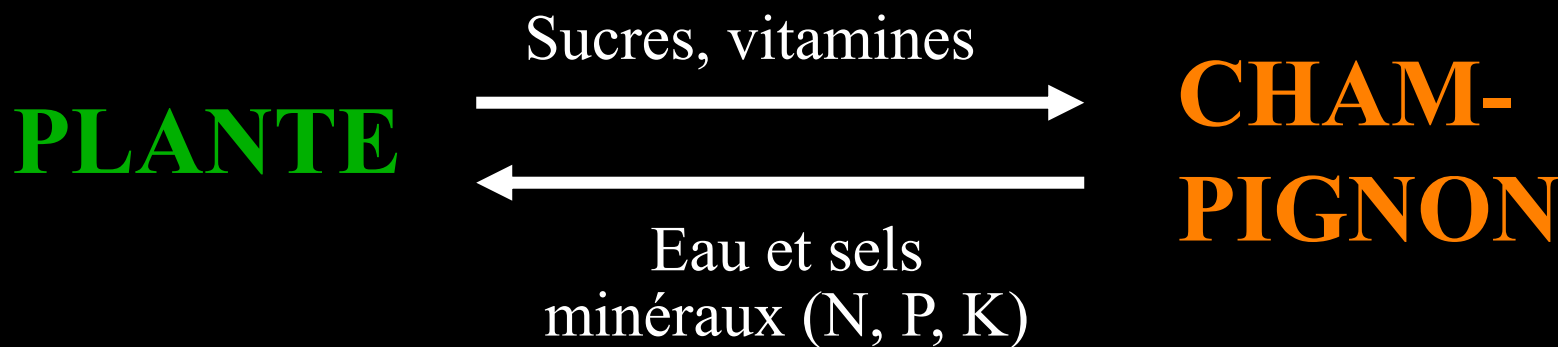 Sucres, vitamines
PLANTE
CHAM-
PIGNON
Eau et sels
minéraux (N, P, K)